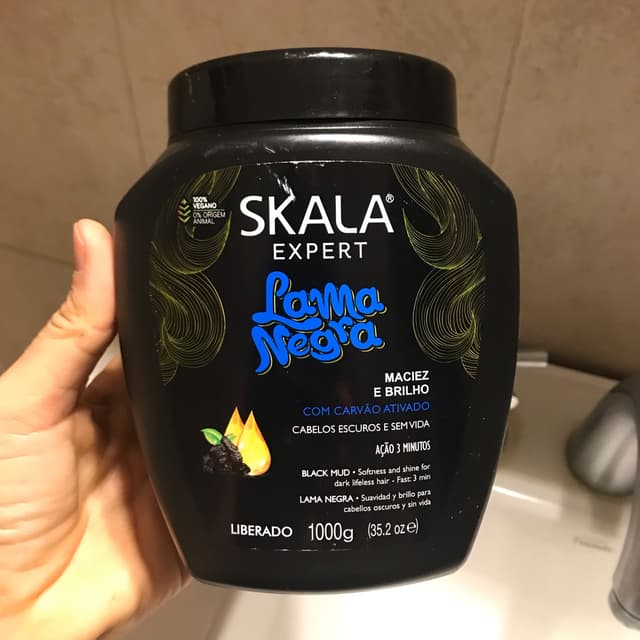 100%
VEGANO
0% ORIGEM
ANIMAL
SKALA®
EXPERT
Lama
Negra
MACIEZ
E BRILHO
COM CARVÃO ATIVADO
CABELOS ESCUROS E SEM VIDA
AÇÃO 3 MINUTOS
BLACK MUD • Softness and shine for
dark lifeless hair - Fast: 3 min
LAMA NEGRA • Suavidad y brillo para
cabellos oscuros y sin vida
LIBERADO 1000g (35.2 oz ℮)